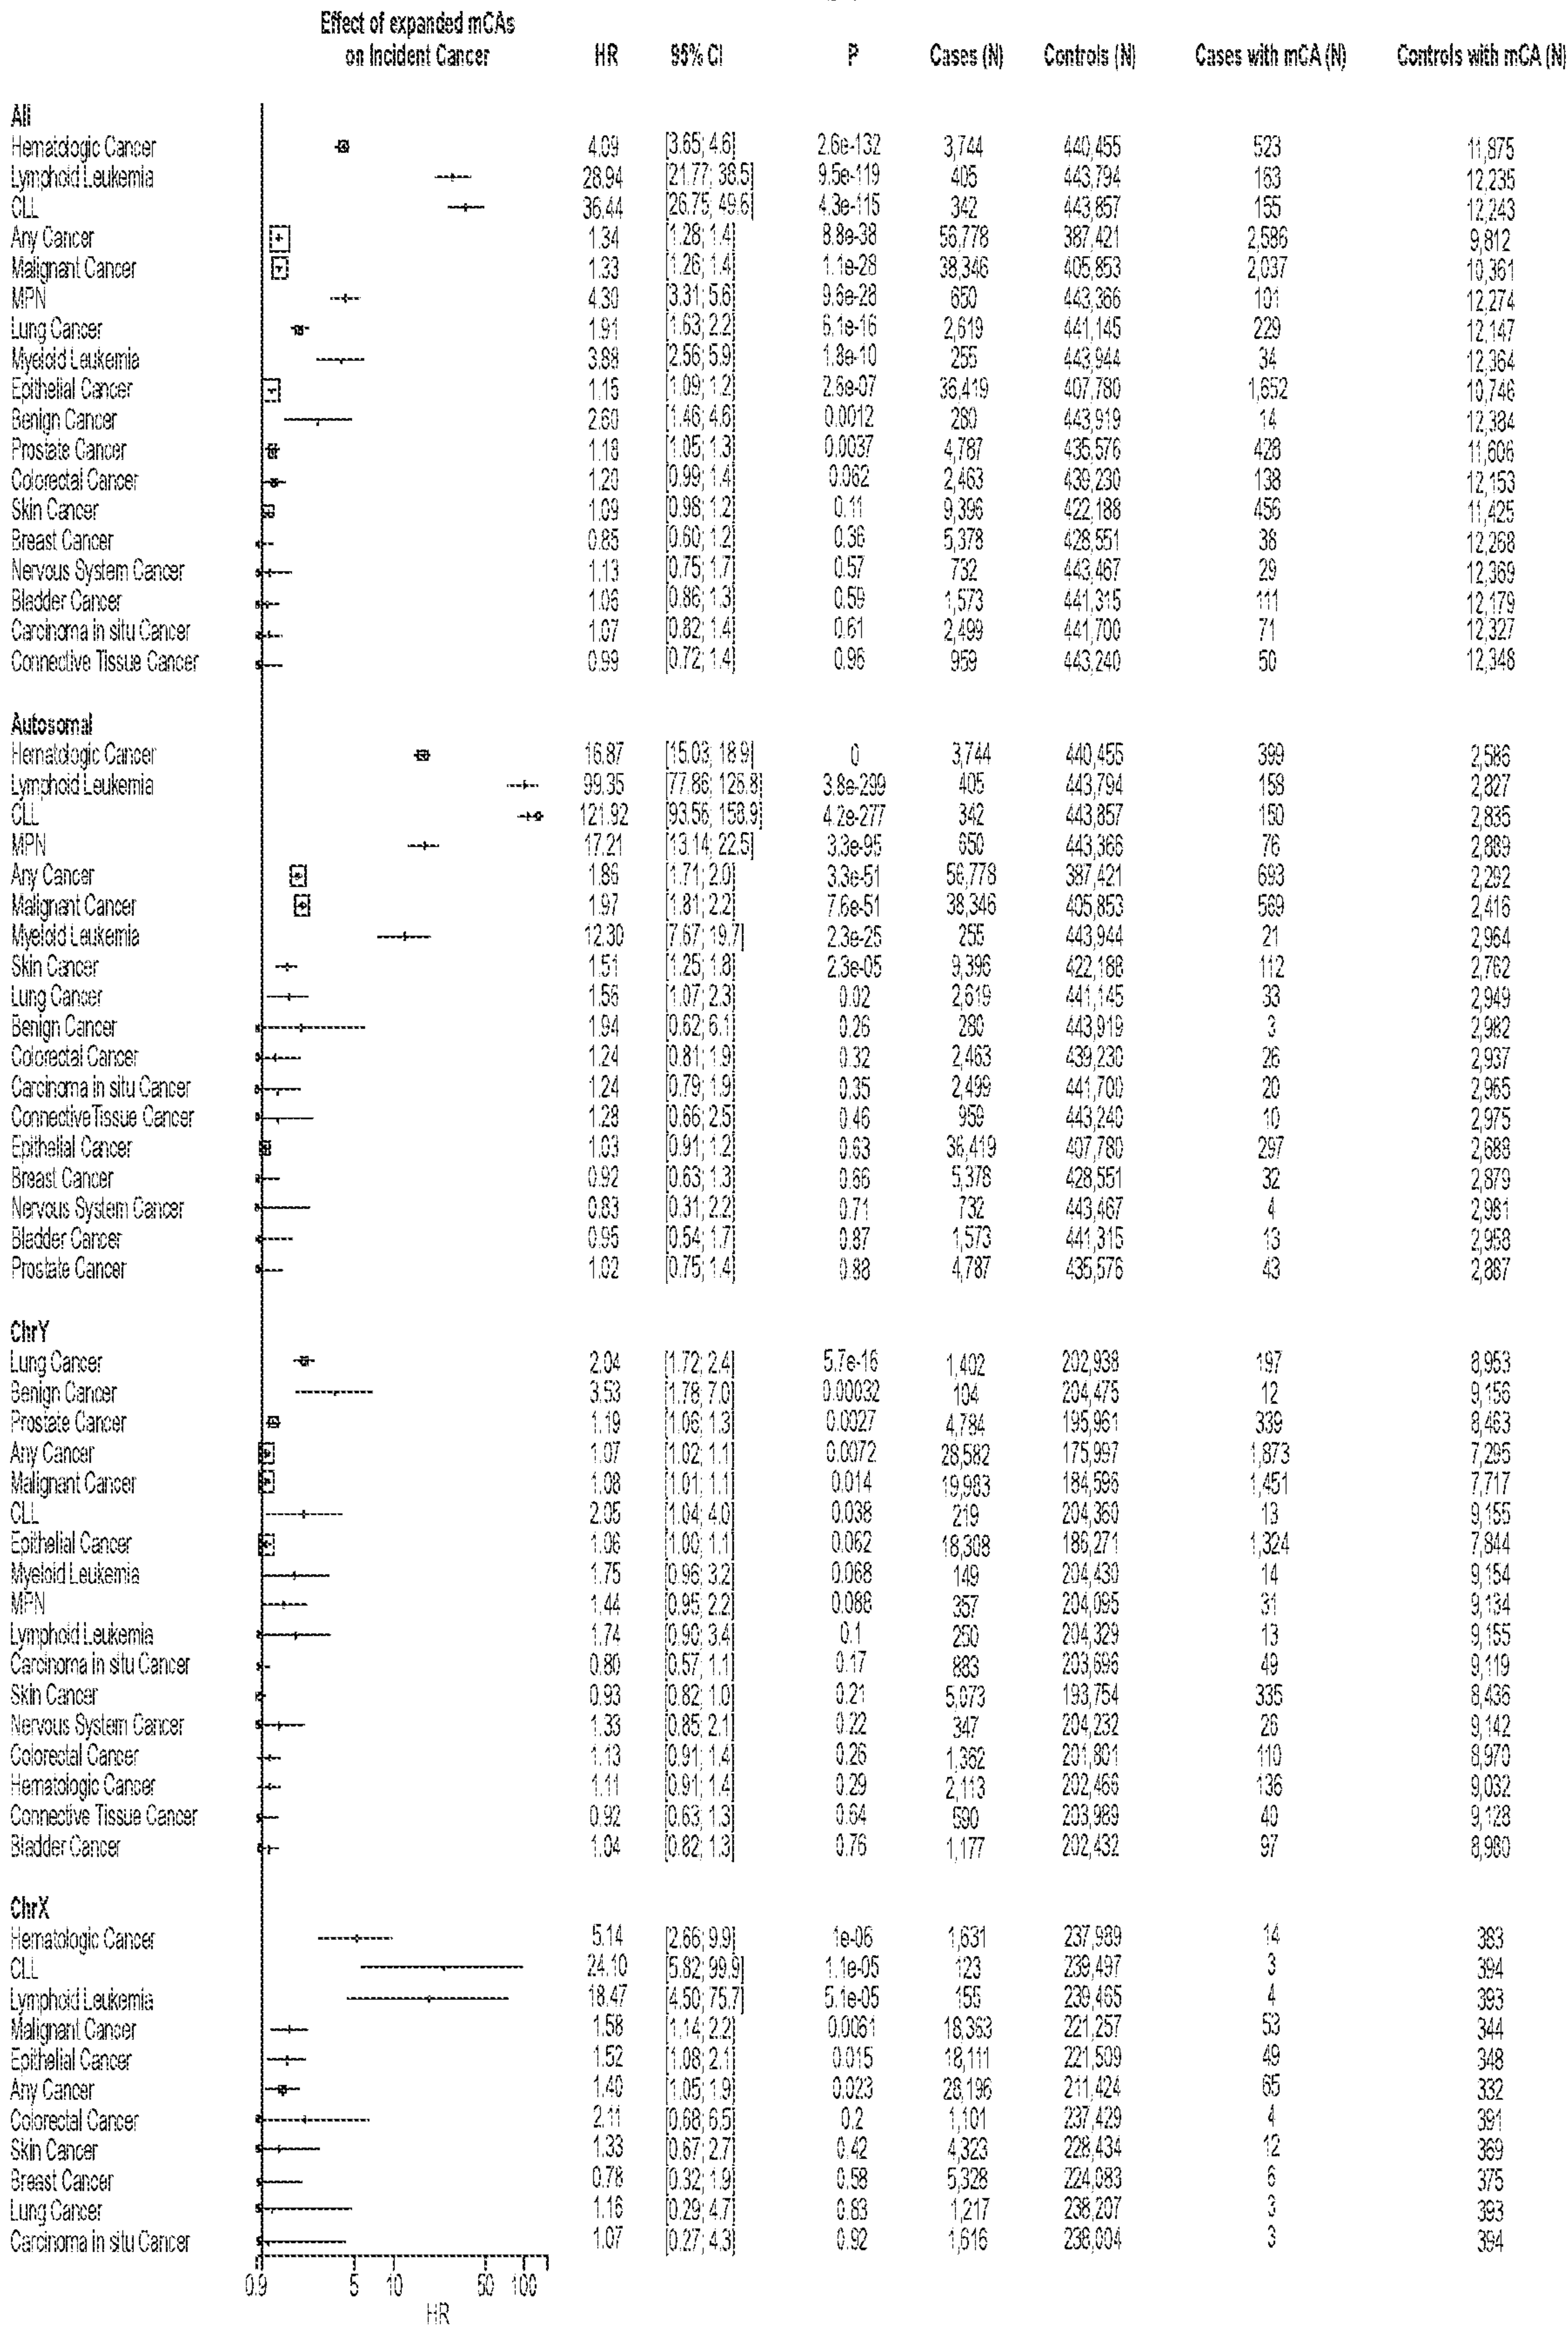 Effect of expanded mCAs
on Incident Cancer HR 95% CI P Cases (N) Controls (N) Cases with mCA (N) Controls with mCA (N)
All
Hematologic Cancer 4.09 [3.65; 4.6] 2.6e-132 3,744 440,455 523 11,875
Lymphoid Leukemia 28.94 [21.77; 38.5] 9.5e-119 405 443,794 163 12,235
CLL 36.44 [26.75; 49.6] 4.3e-115 342 443,857 155 12,243
Any Cancer 1.34 [1.28; 1.4] 8.8e-38 56,778 387,421 2,586 9,812
Malignant Cancer 1.33 [1.26; 1.4] 1.1e-28 38,346 405,853 2,037 10,361
MPN 4.30 [3.31; 5.6] 9.6e-28 650 443,366 101 12,274
Lung Cancer 1.91 [1.63; 2.2] 6.1e-16 2,619 441,145 229 12,147
Myeloid Leukemia 3.88 [2.56; 5.9] 1.8e-10 255 443,944 34 12,364
Epithelial Cancer 1.15 [1.09; 1.2] 2.6e-07 36,419 407,780 1,652 10,746
Benign Cancer 2.60 [1.46; 4.6] 0.0012 280 443,919 14 12,384
Prostate Cancer 1.18 [1.05; 1.3] 0.0037 4,787 435,576 428 11,606
Colorectal Cancer 1.20 [0.99; 1.4] 0.062 2,463 439,230 138 12,153
Skin Cancer 1.09 [0.98; 1.2] 0.11 9,396 422,188 456 11,425
Breast Cancer 0.85 [0.60; 1.2] 0.36 5,378 428,551 38 12,268
Nervous System Cancer 1.13 [0.75; 1.7] 0.57 732 443,467 29 12,369
Bladder Cancer 1.06 [0.86; 1.3] 0.59 1,573 441,315 111 12,179
Carcinoma in situ Cancer 1.07 [0.82; 1.4] 0.61 2,499 441,700 71 12,327
Connective Tissue Cancer 0.99 [0.72; 1.4] 0.96 959 443,240 50 12,348
Autosomal
Hematologic Cancer 16.87 [15.03; 18.9] 0 3,744 440,455 399 2,586
Lymphoid Leukemia 99.35 [77.86; 126.8] 3.8e-299 405 443,794 158 2,827
CLL 121.92 [93.56; 158.9] 4.2e-277 342 443,857 150 2,835
MPN 17.21 [13.14; 22.5] 3.3e-95 650 443,366 76 2,889
Any Cancer 1.86 [1.71; 2.0] 3.3e-51 56,778 387,421 693 2,292
Malignant Cancer 1.97 [1.81; 2.2] 7.6e-51 38,346 405,853 569 2,416
Myeloid Leukemia 12.30 [7.67; 19.7] 2.3e-25 255 443,944 21 2,964
Skin Cancer 1.51 [1.25; 1.8] 2.3e-05 9,396 422,188 112 2,762
Lung Cancer 1.56 [1.07; 2.3] 0.02 2,619 441,145 33 2,949
Benign Cancer 1.94 [0.62; 6.1] 0.26 280 443,919 3 2,982
Colorectal Cancer 1.24 [0.81; 1.9] 0.32 2,463 439,230 26 2,937
Carcinoma in situ Cancer 1.24 [0.79; 1.9] 0.35 2,499 441,700 20 2,965
ConnectiveTissue Cancer 1.28 [0.66; 2.5] 0.46 959 443,240 10 2,975
Epithelial Cancer 1.03 [0.91; 1.2] 0.63 36,419 407,780 297 2,688
Breast Cancer 0.92 [0.63; 1.3] 0.66 5,378 428,551 32 2,879
Nervous System Cancer 0.83 [0.31; 2.2] 0.71 732 443,467 4 2,981
Bladder Cancer 0.95 [0.54; 1.7] 0.87 1,573 441,315 13 2,958
Prostate Cancer 1.02 [0.75; 1.4] 0.88 4,787 435,576 43 2,887
ChrY
Lung Cancer 2.04 [1.72; 2.4] 5.7e-16 1,402 202,938 197 8,953
Benign Cancer 3.53 [1.78; 7.0] 0.00032 104 204,475 12 9,156
Prostate Cancer 1.19 [1.06; 1.3] 0.0027 4,784 195,961 339 8,463
Any Cancer 1.07 [1.02; 1.1] 0.0072 28,582 175,997 1,873 7,295
Malignant Cancer 1.08 [1.01; 1.1] 0.014 19,983 184,596 1,451 7,717
CLL 2.05 [1.04; 4.0] 0.038 219 204,360 13 9,155
Epithelial Cancer 1.06 [1.00; 1.1] 0.062 18,308 186,271 1,324 7,844
Myeloid Leukemia 1.75 [0.96; 3.2] 0.068 149 204,430 14 9,154
MPN 1.44 [0.95; 2.2] 0.088 357 204,095 31 9,134
Lymphoid Leukemia 1.74 [0.90; 3.4] 0.1 250 204,329 13 9,155
Carcinoma in situ Cancer 0.80 [0.57; 1.1] 0.17 883 203,696 49 9,119
Skin Cancer 0.93 [0.82; 1.0] 0.21 5,073 193,754 335 8,436
Nervous System Cancer 1.33 [0.85; 2.1] 0.22 347 204,232 26 9,142
Colorectal Cancer 1.13 [0.91; 1.4] 0.26 1,362 201,801 110 8,970
Hematologic Cancer 1.11 [0.91; 1.4] 0.29 2,113 202,466 136 9,032
Connective Tissue Cancer 0.92 [0.63; 1.3] 0.64 590 203,989 40 9,128
Bladder Cancer 1.04 [0.82; 1.3] 0.76 1,177 202,432 97 8,980
ChrX
Hematologic Cancer 5.14 [2.66; 9.9] 1e-06 1,631 237,989 14 383
CLL 24.10 [5.82; 99.9] 1.1e-05 123 239,497 3 394
Lymphoid Leukemia 18.47 [4.50; 75.7] 5.1e-05 155 239,465 4 393
Malignant Cancer 1.58 [1.14; 2.2] 0.0061 18,363 221,257 53 344
Epithelial Cancer 1.52 [1.08; 2.1] 0.015 18,111 221,509 49 348
Any Cancer 1.40 [1.05; 1.9] 0.023 28,196 211,424 65 332
Colorectal Cancer 2.11 [0.68; 6.5] 0.2 1,101 237,429 4 391
Skin Cancer 1.33 [0.67; 2.7] 0.42 4,323 228,434 12 369
Breast Cancer 0.78 [0.32; 1.9] 0.58 5,328 224,083 6 375
Lung Cancer 1.16 [0.29; 4.7] 0.83 1,217 238,207 3 393
Carcinoma in situ Cancer 1.07 [0.27; 4.3] 0.92 1,616 238,004 3 394
0.9 5 10 50 100
HR